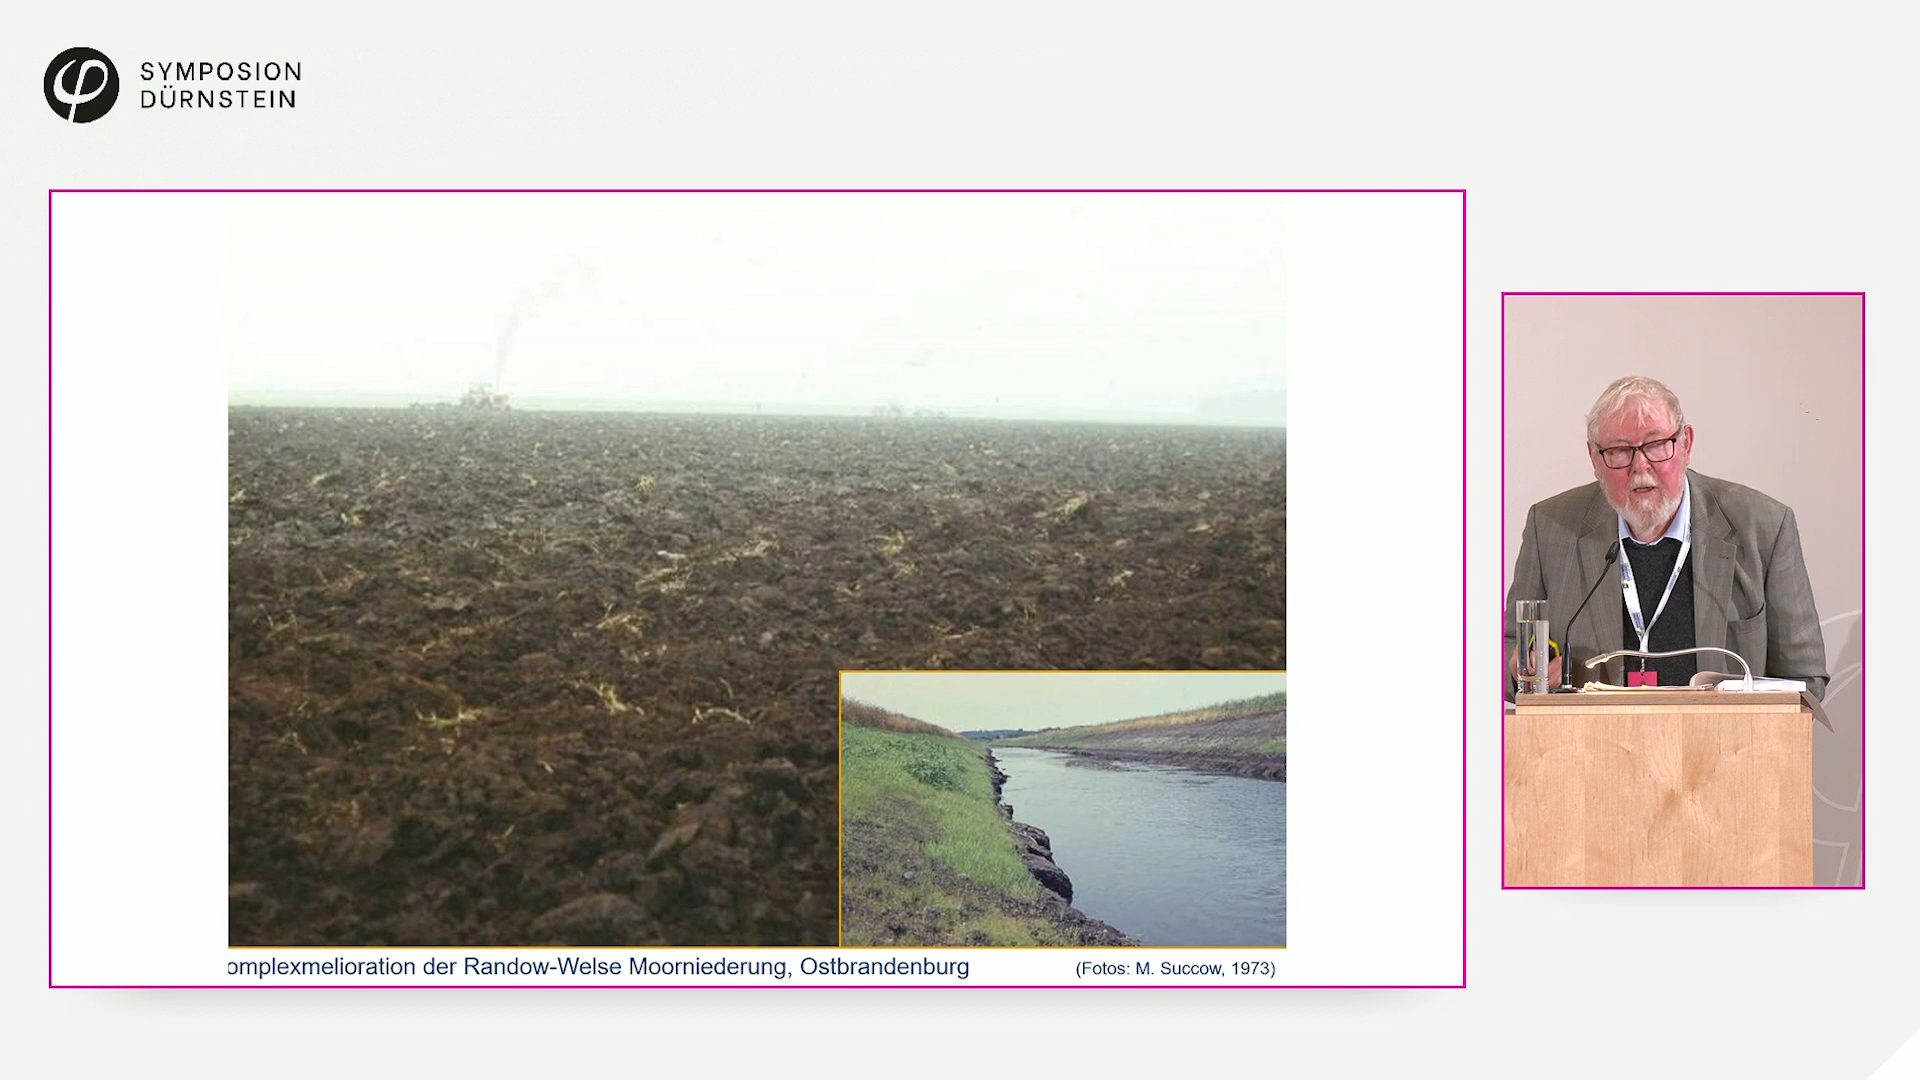 SYMPOSION
DÜRNSTEIN
omplexmelioration der Randow-Welse Moorniederung, Ostbrandenburg
(Fotos: M. Succow, 1973)